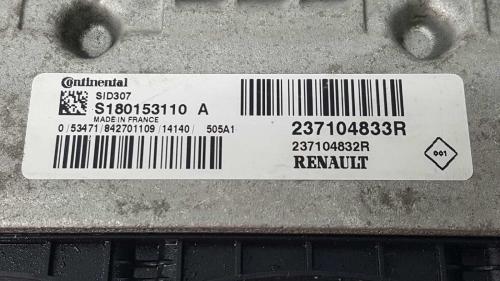 Continental
SID307
S180153110 A
MADE IN FRANCE
0/53471/842701109/14140/ 505A1
237104833R
237104832R
RENAULT
001